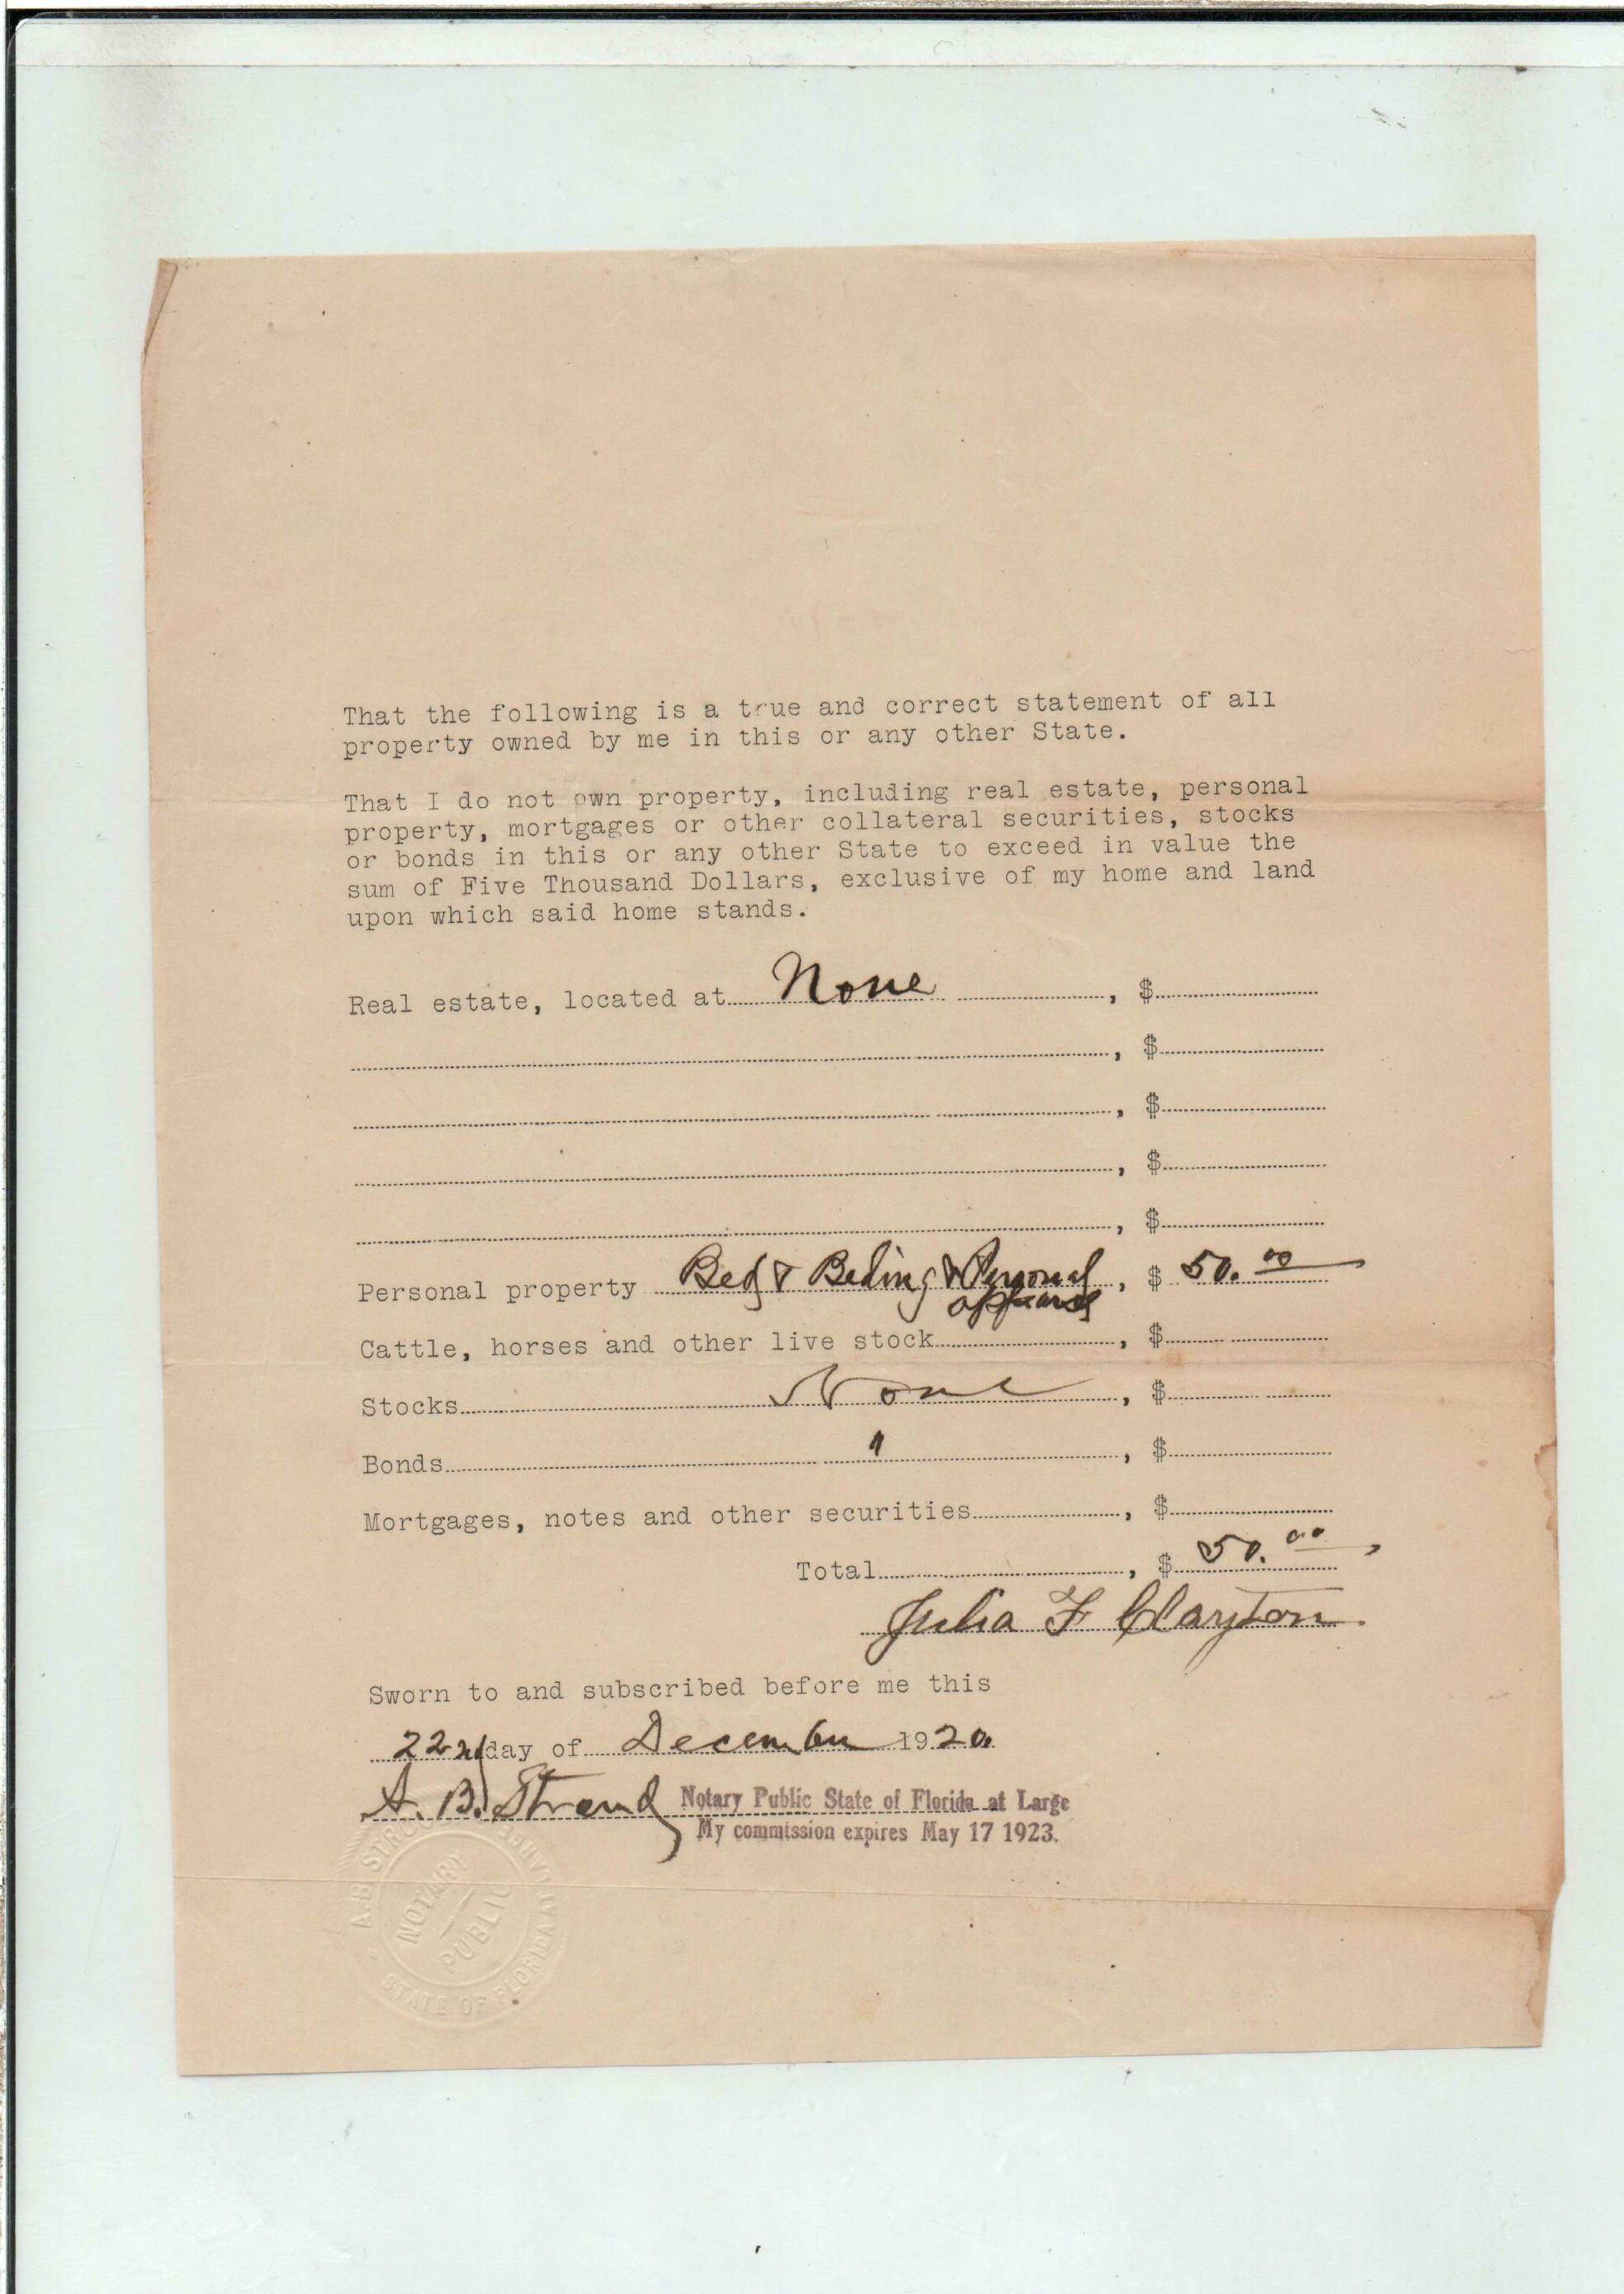 That the following is a true and correct statement of all
property owned by me in this or any other State.
That I do not own property, including real estate, personal
property, mortgages or other collateral securities, stocks
or bonds in this or any other State to exceed in value the
sum of Five Thousand Dollars, exclusive of my home and land
upon which said home stands.
Real estate, located at None , $
, $
, $
, $
, $
Personal property Bed & Beding & Personal , $ 50.00
Cattle, horses and other live stock , $
Stocks None , $
Bonds " , $
Mortgages, notes and other securities , $
Total , $ 50.00
Julia F Clayton
Sworn to and subscribed before me this
22nd day of December 1920.
A. B. Notary Public State of Florida at Large
My commission expires May 17 1923.
NOTARY
PUBLIC
STATE OF FLORIDA AT LARGE